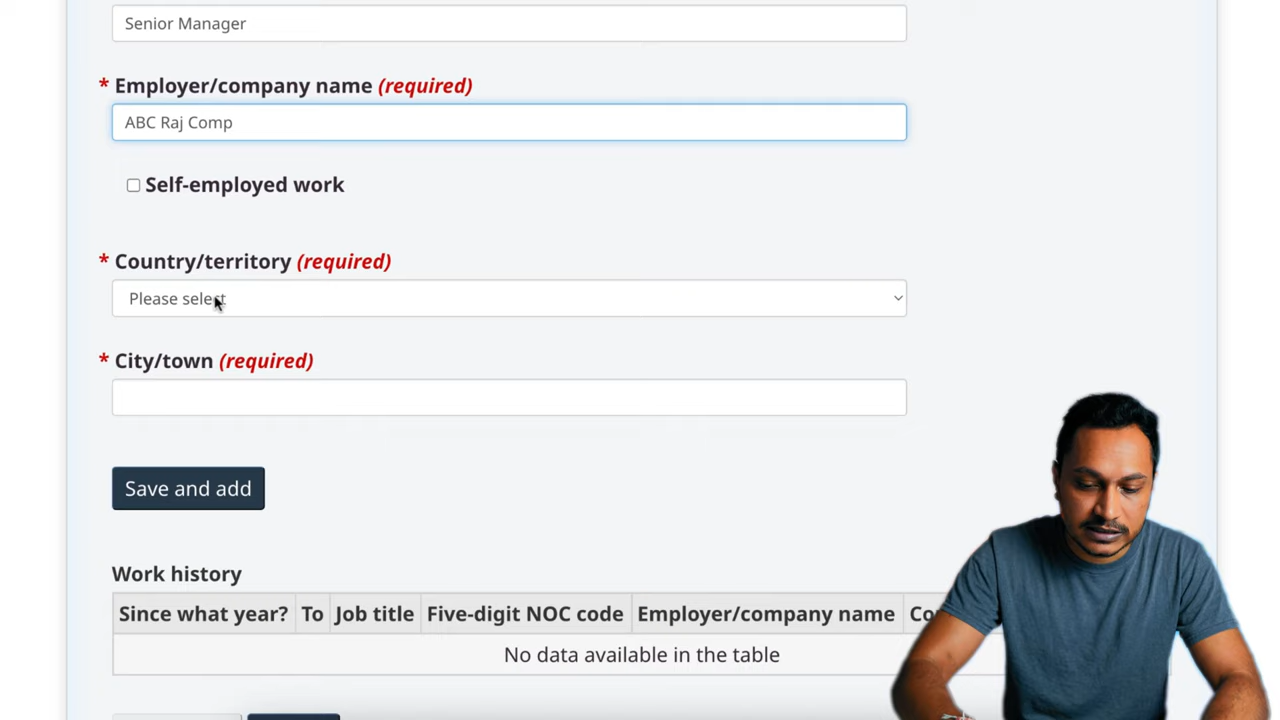 Senior Manager
* Employer/company name (required)
ABC Raj Comp
Self-employed work
* Country/territory (required)
Please select
* City/town (required)
Save and add
Work history
Since what year? To Job title Five-digit NOC code Employer/company name
No data available in the table